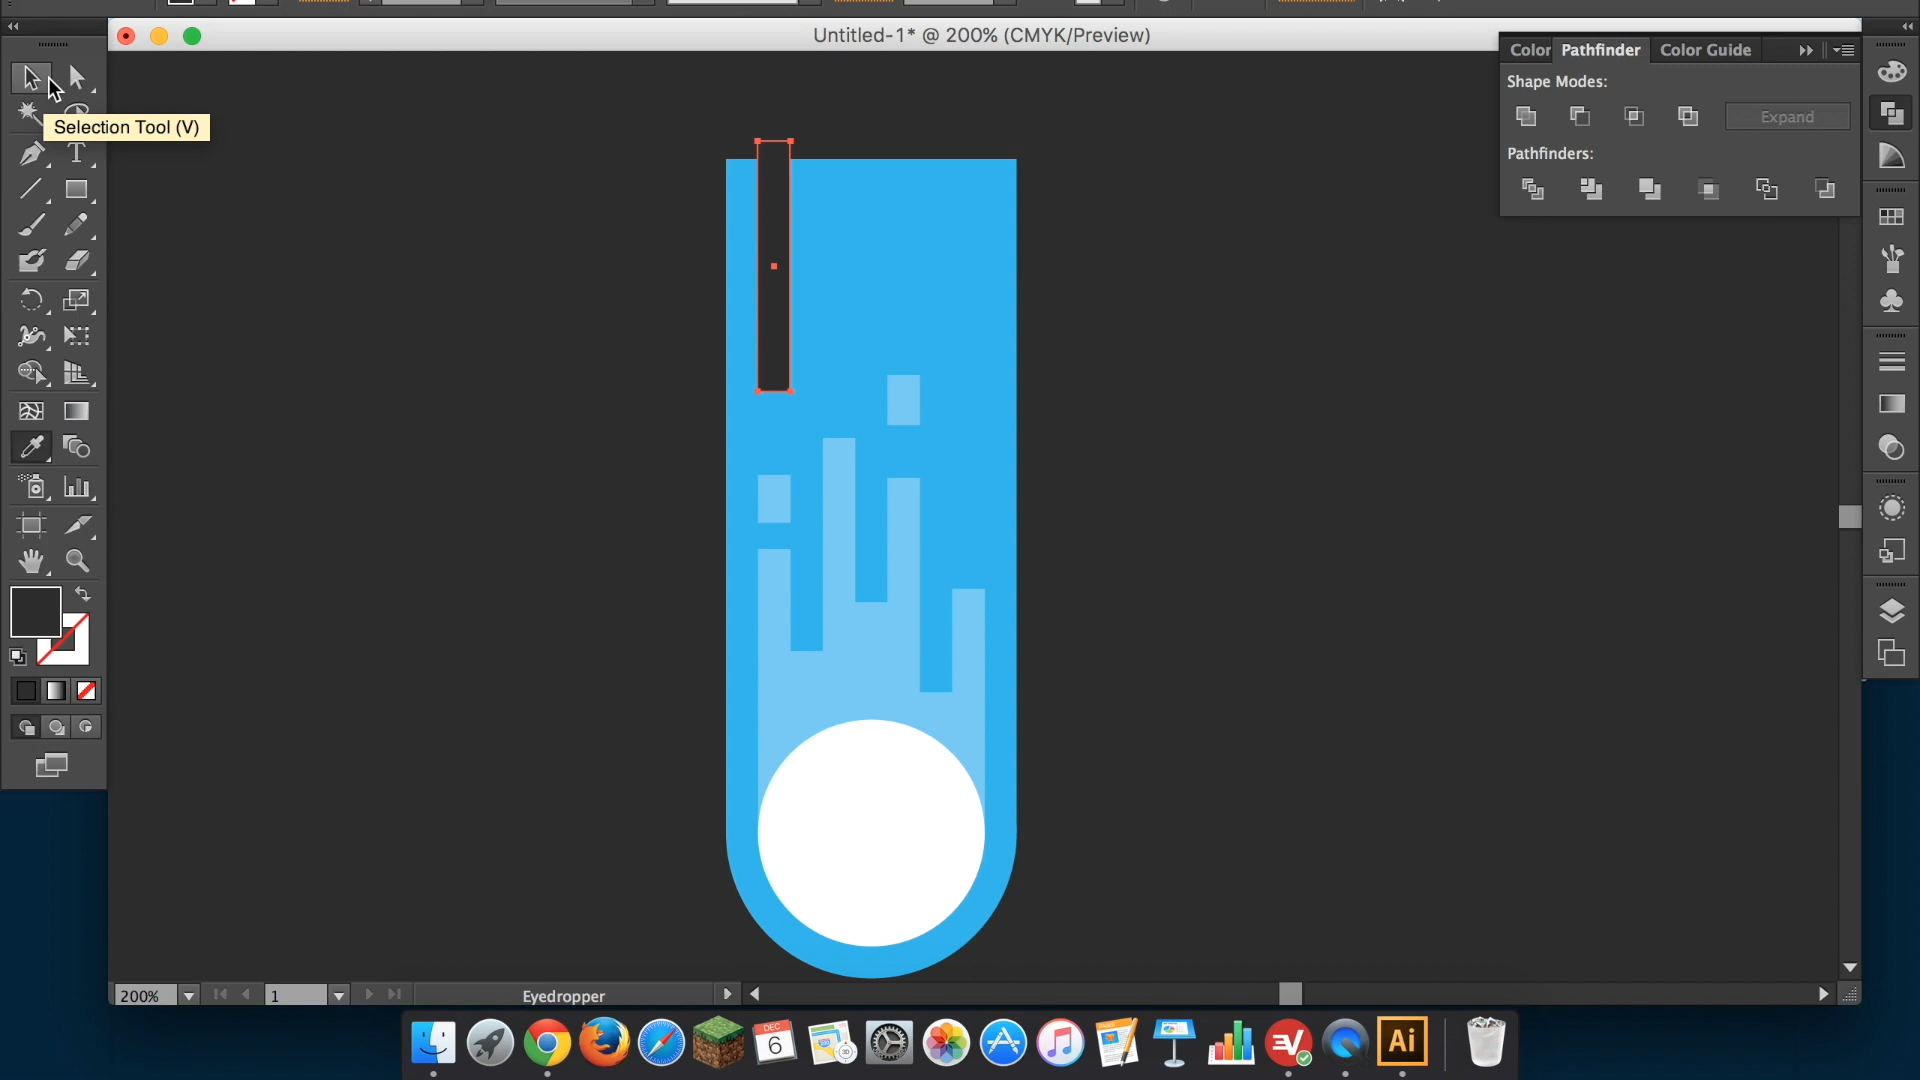 Untitled-1* @ 200% (CMYK/Preview)
Color Pathfinder Color Guide
Shape Modes:
Expand
Pathfinders:
Selection Tool (V)
T
200%
1
Eyedropper
DEC
6
PAGES
Ai